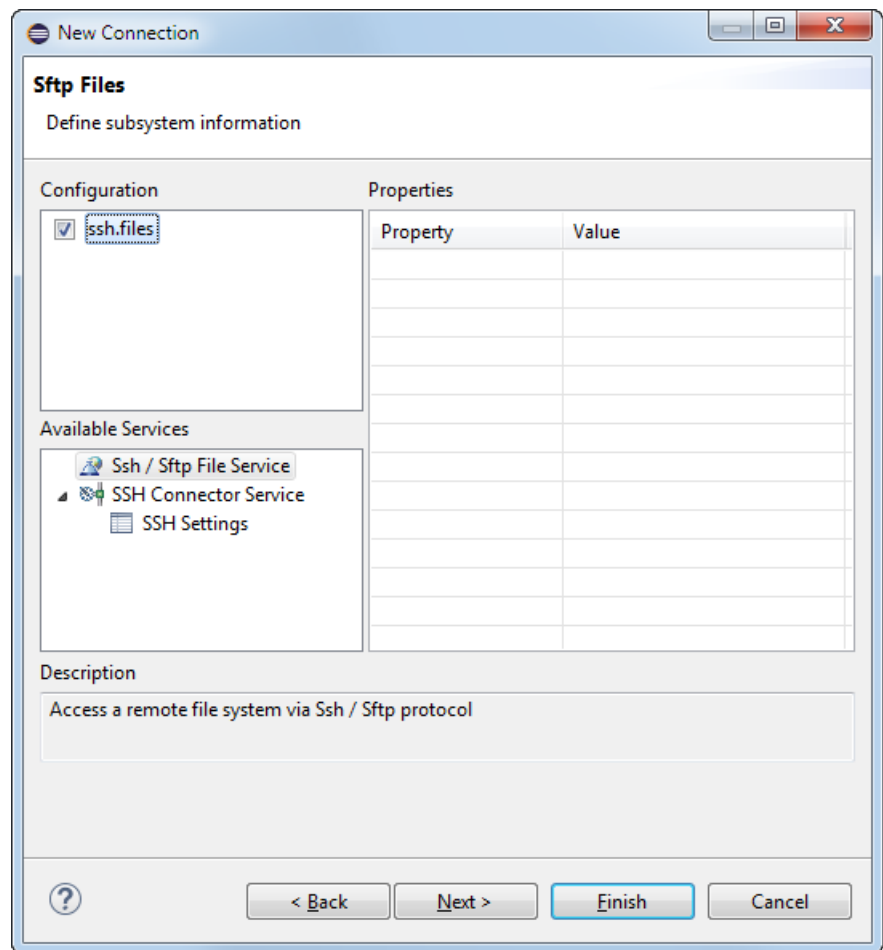 New Connection
Sftp Files
Define subsystem information
Configuration
Properties
ssh.files
Property Value
Available Services
Ssh / Sftp File Service
SSH Connector Service
SSH Settings
Description
Access a remote file system via Ssh / Sftp protocol
? < Back Next > Finish Cancel